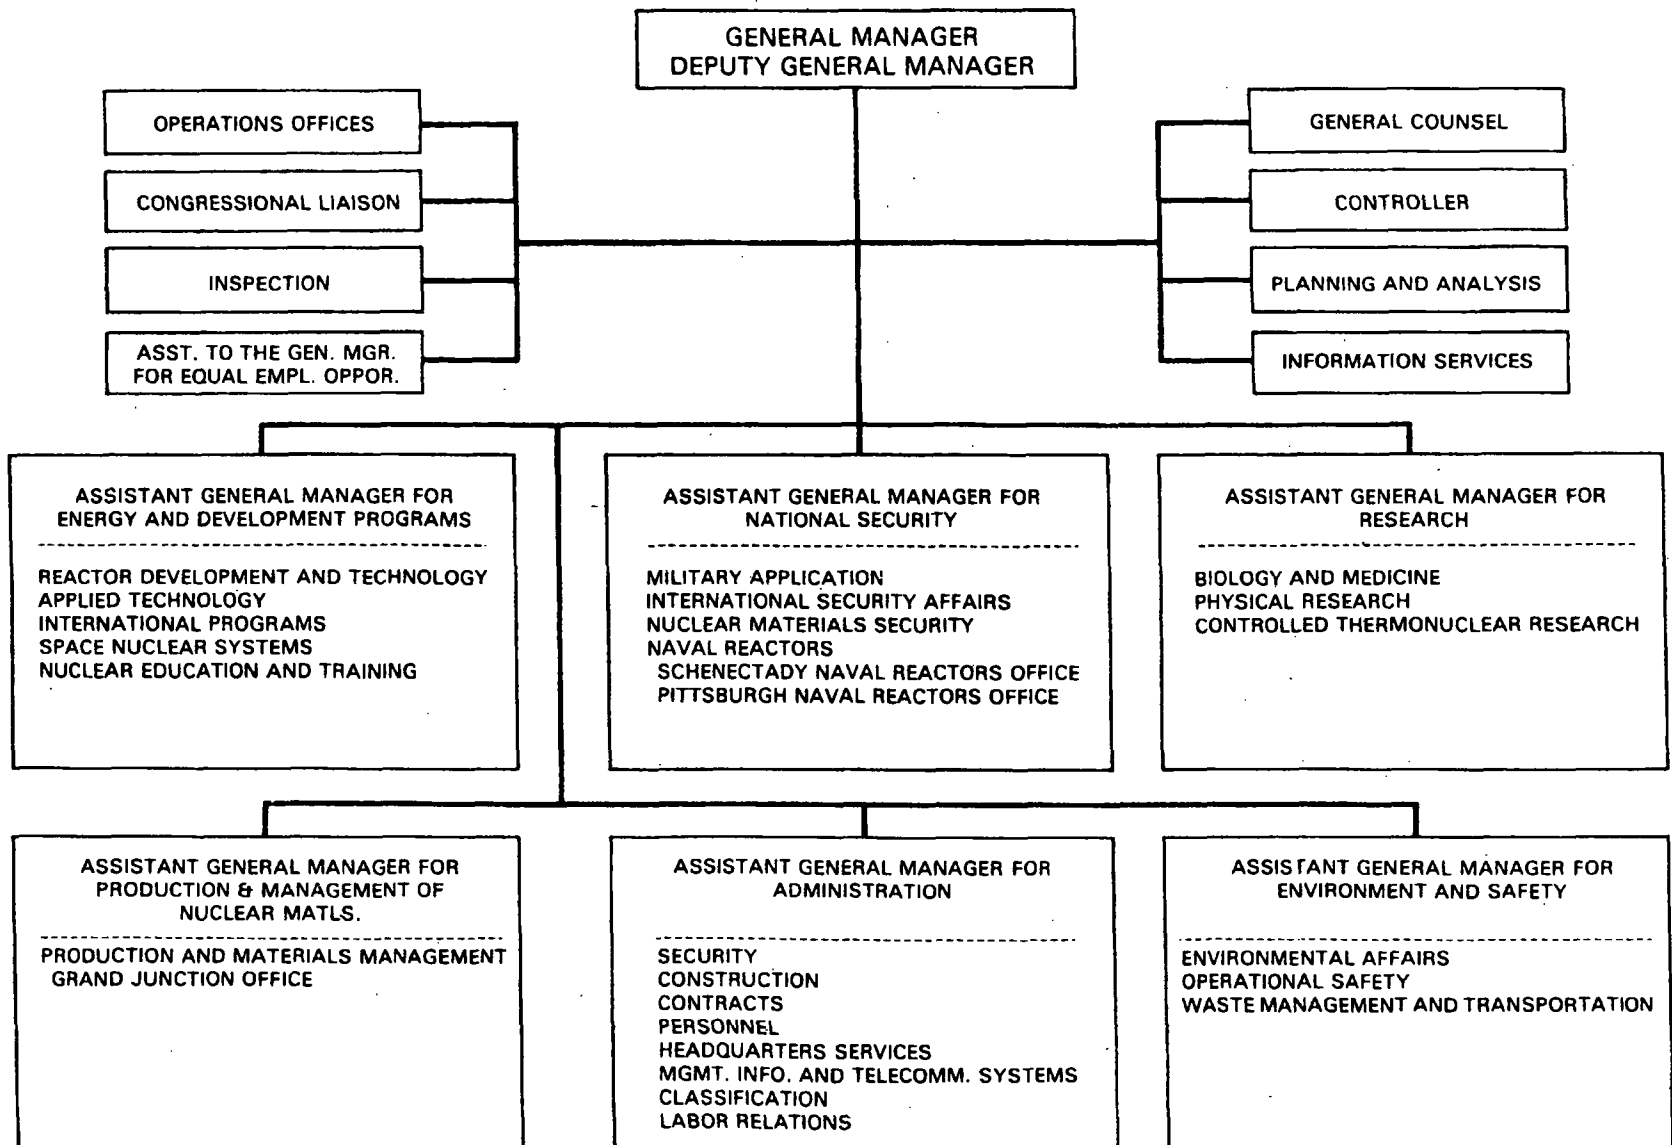 GENERAL MANAGER
DEPUTY GENERAL MANAGER
OPERATIONS OFFICES
CONGRESSIONAL LIAISON
INSPECTION
ASST. TO THE GEN. MGR.
FOR EQUAL EMPL. OPPOR.
GENERAL COUNSEL
CONTROLLER
PLANNING AND ANALYSIS
INFORMATION SERVICES
ASSISTANT GENERAL MANAGER FOR
ENERGY AND DEVELOPMENT PROGRAMS
REACTOR DEVELOPMENT AND TECHNOLOGY
APPLIED TECHNOLOGY
INTERNATIONAL PROGRAMS
SPACE NUCLEAR SYSTEMS
NUCLEAR EDUCATION AND TRAINING
ASSISTANT GENERAL MANAGER FOR
NATIONAL SECURITY
MILITARY APPLICATION
INTERNATIONAL SECURITY AFFAIRS
NUCLEAR MATERIALS SECURITY
NAVAL REACTORS
SCHENECTADY NAVAL REACTORS OFFICE
PITTSBURGH NAVAL REACTORS OFFICE
ASSISTANT GENERAL MANAGER FOR
RESEARCH
BIOLOGY AND MEDICINE
PHYSICAL RESEARCH
CONTROLLED THERMONUCLEAR RESEARCH
ASSISTANT GENERAL MANAGER FOR
PRODUCTION & MANAGEMENT OF
NUCLEAR MATLS.
PRODUCTION AND MATERIALS MANAGEMENT
GRAND JUNCTION OFFICE
ASSISTANT GENERAL MANAGER FOR
ADMINISTRATION
SECURITY
CONSTRUCTION
CONTRACTS
PERSONNEL
HEADQUARTERS SERVICES
MGMT. INFO. AND TELECOMM. SYSTEMS
CLASSIFICATION
LABOR RELATIONS
ASSISTANT GENERAL MANAGER FOR
ENVIRONMENT AND SAFETY
ENVIRONMENTAL AFFAIRS
OPERATIONAL SAFETY
WASTE MANAGEMENT AND TRANSPORTATION